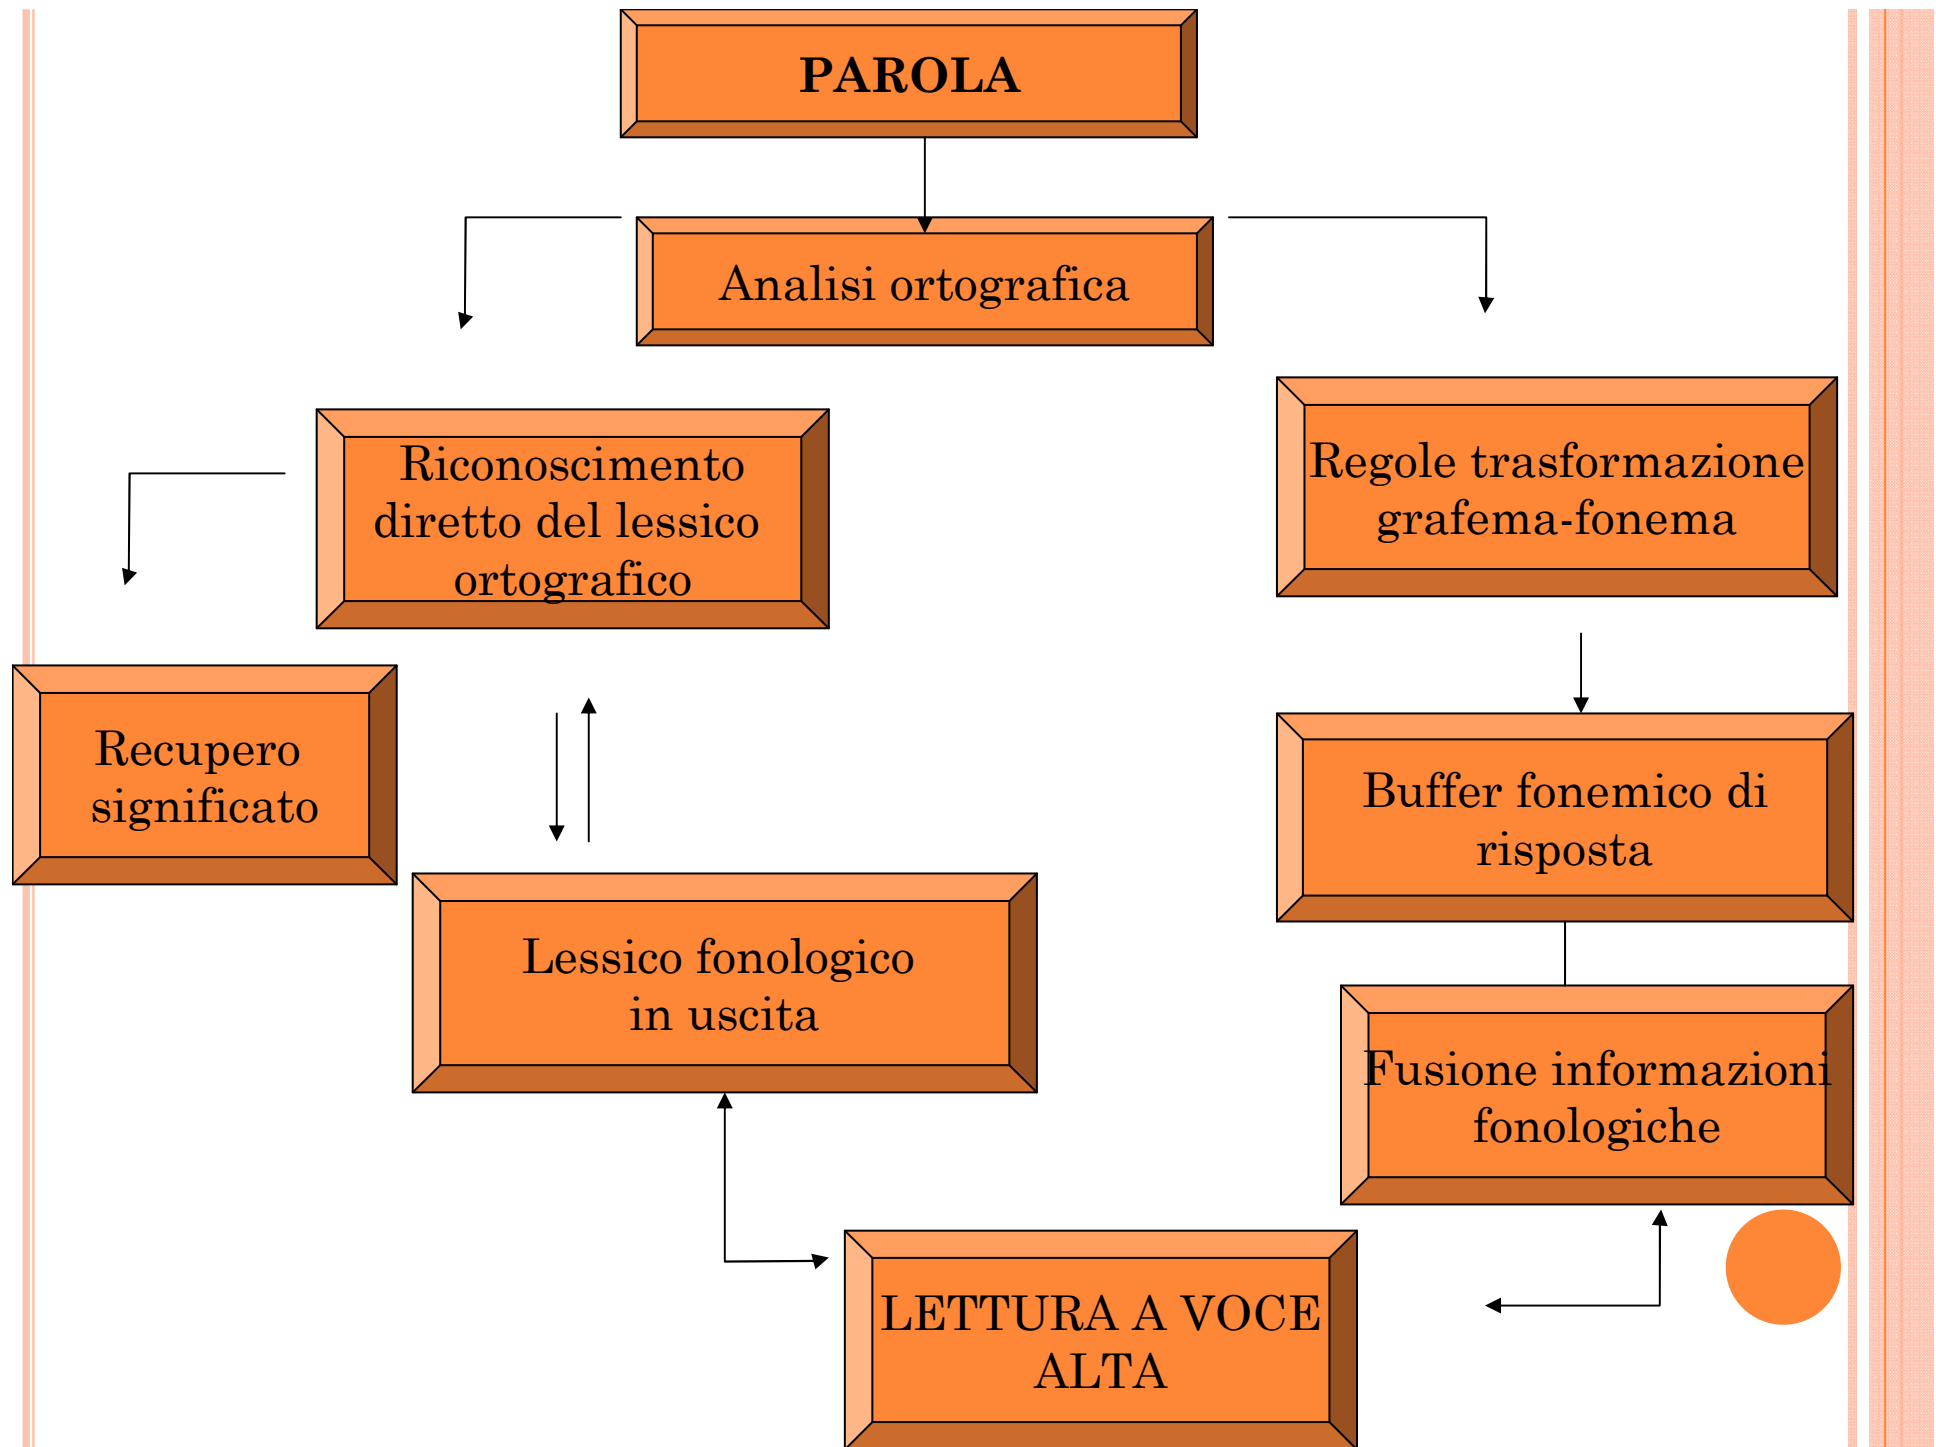 PAROLA
Analisi ortografica
Riconoscimento
diretto del lessico
ortografico
Regole trasformazione
grafema-fonema
Recupero
significato
Buffer fonemico di
risposta
Lessico fonologico
in uscita
Fusione informazioni
fonologiche
LETTURA A VOCE
ALTA